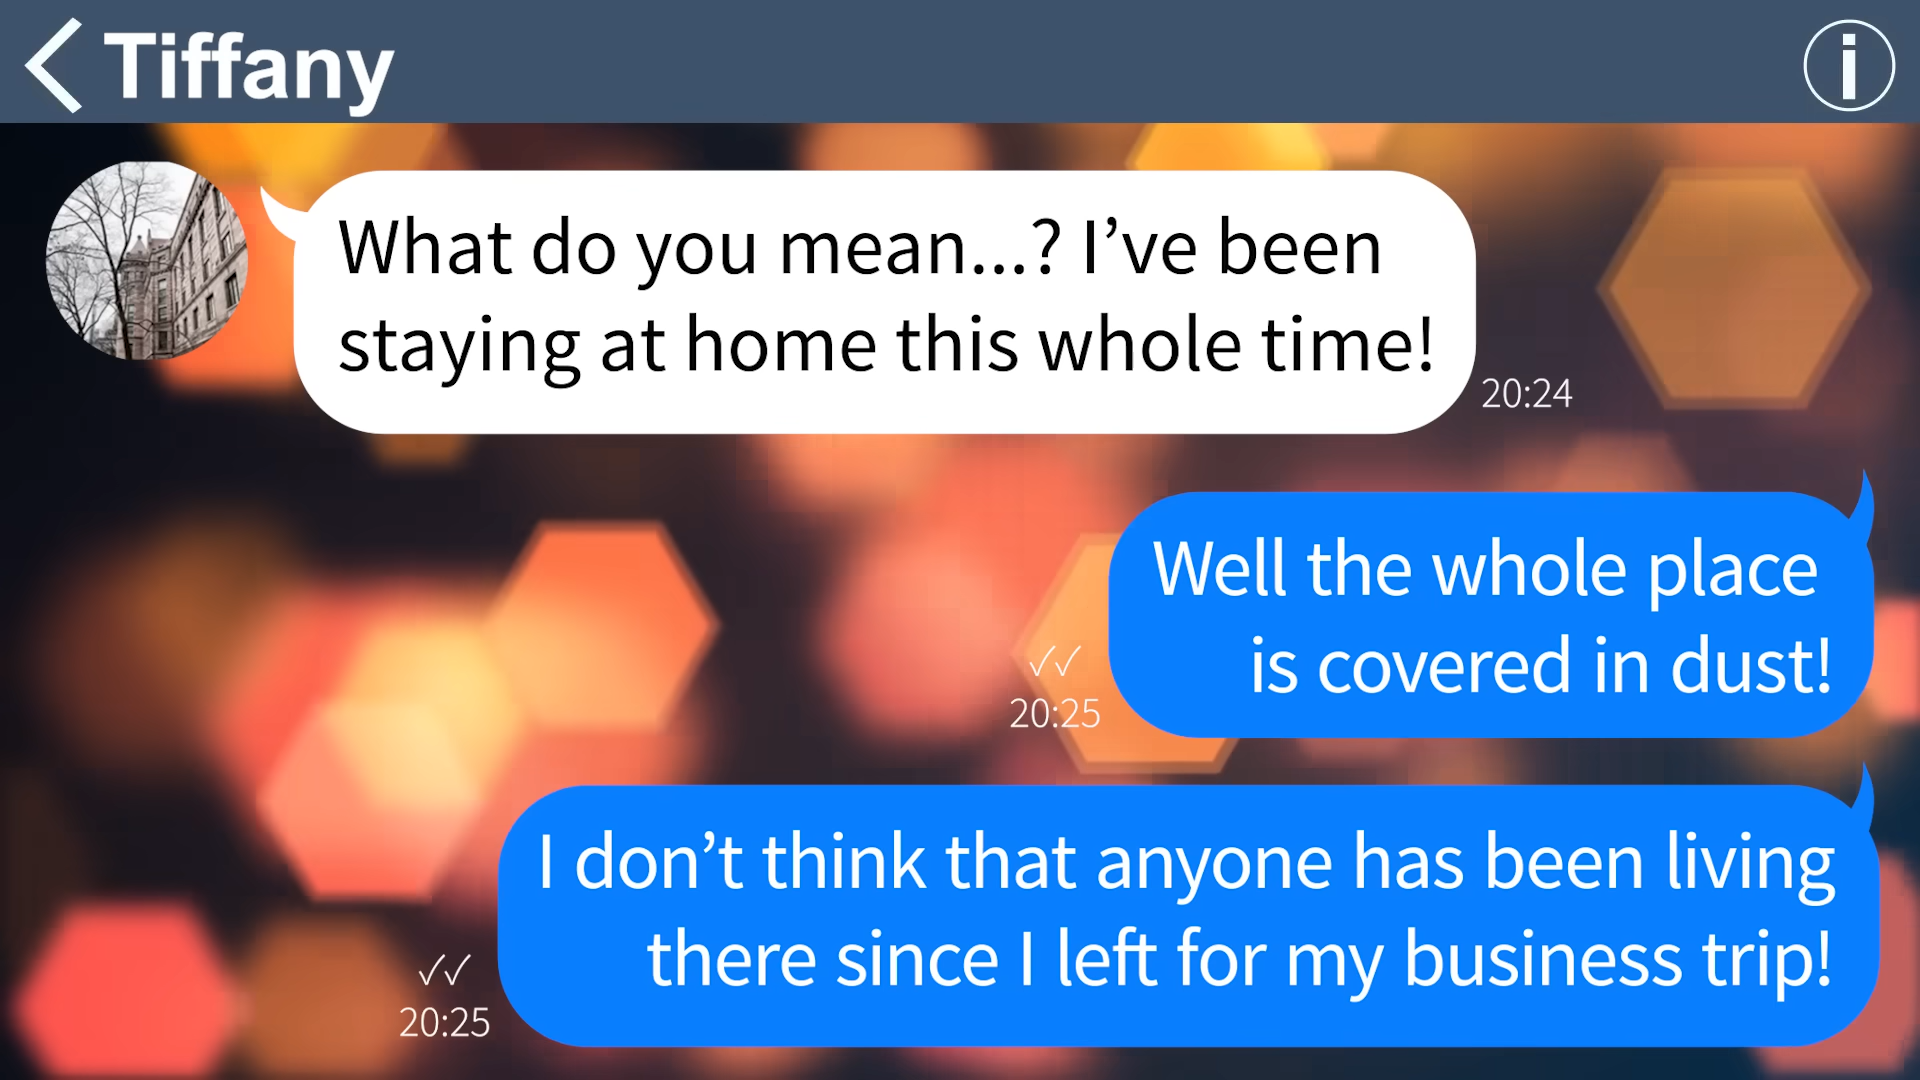 Tiffany
What do you mean...? I’ve been
staying at home this whole time!
20:24
Well the whole place
is covered in dust!
✓✓
20:25
I don’t think that anyone has been living
there since I left for my business trip!
✓✓
20:25